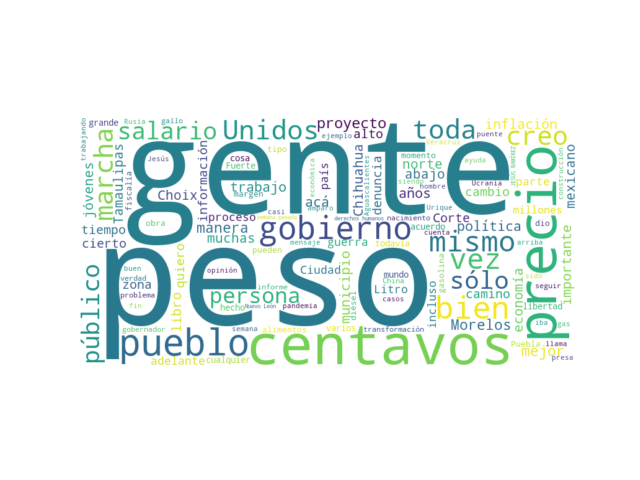 gente
peso
centavos
precio
gobierno
pueblo
bien
mismo
creo
toda
Unidos
salario
marcha
público
persona
vez
sólo
mejor
Morelos
proyecto
alto
inflación
grande
Rusia
gallo
trabajando
jóvenes
Tamaulipas
fiscalía
Jesús
cosa
tipo
ejemplo
Fuerte
Choix
información
trabajo
margen
país
económica
acá
Chihuahua
Aguascalientes
denuncia
momento
norte
abajo
años
hombre
veracruz
puente
ayuda
Ucrania
parte
cambio
construcción
mexicano
millones
tiempo
cierto
obra
proceso
manera
muchas
casi
semana pasada
derechos humanos
amparo
nacimiento
acuerdo
cuenta
Corte
Urique
política
dio
arriba
importante
mensaje
guerra
todavía
pueden
buen
verdad
problema
zona
fin
libro
quiero
opinión
hecho
informe
Nuevo León
pandemia
Ciudad
municipio
Litro
diesel
mundo
China
casos
incluso
gasolina
camino
economía
seguir
libertad
iba
gas
gobernador
semana
alimentos
varios
transformación
adelante
cualquier
Puebla
llama
presa
siendo